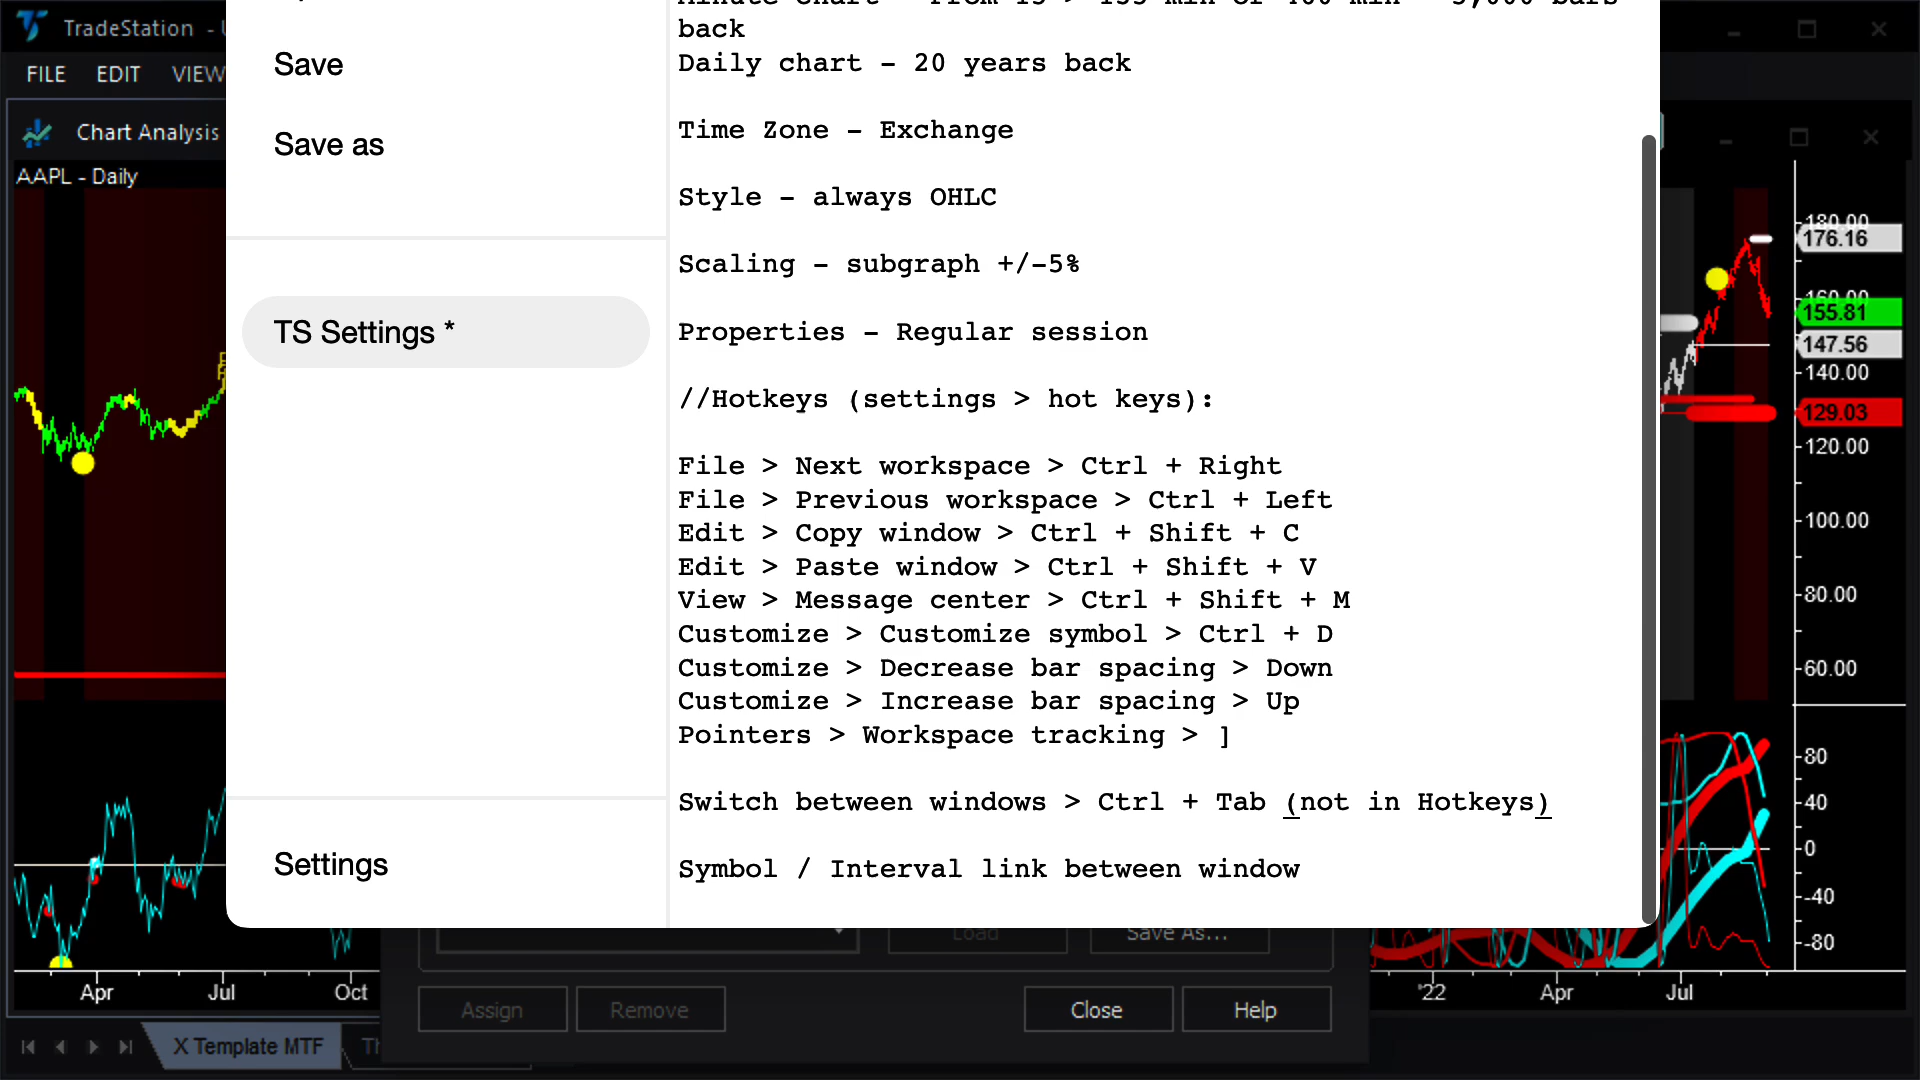 TradeStation
FILE EDIT VIEW
Chart Analysis
AAPL - Daily
Save
Save as
TS Settings *
Settings
back
Daily chart – 20 years back
Time Zone – Exchange
Style – always OHLC
Scaling – subgraph +/–5%
Properties – Regular session
//Hotkeys (settings > hot keys):
File > Next workspace > Ctrl + Right
File > Previous workspace > Ctrl + Left
Edit > Copy window > Ctrl + Shift + C
Edit > Paste window > Ctrl + Shift + V
View > Message center > Ctrl + Shift + M
Customize > Customize symbol > Ctrl + D
Customize > Decrease bar spacing > Down
Customize > Increase bar spacing > Up
Pointers > Workspace tracking > ]
Switch between windows > Ctrl + Tab (not in Hotkeys)
Symbol / Interval link between window
180.00
176.16
160.00
155.81
147.56
140.00
129.03
120.00
100.00
80.00
60.00
80
40
0
-40
-80
Load Save As...
Apr Jul Oct '22 Apr Jul
Assign Remove Close Help
X Template MTF